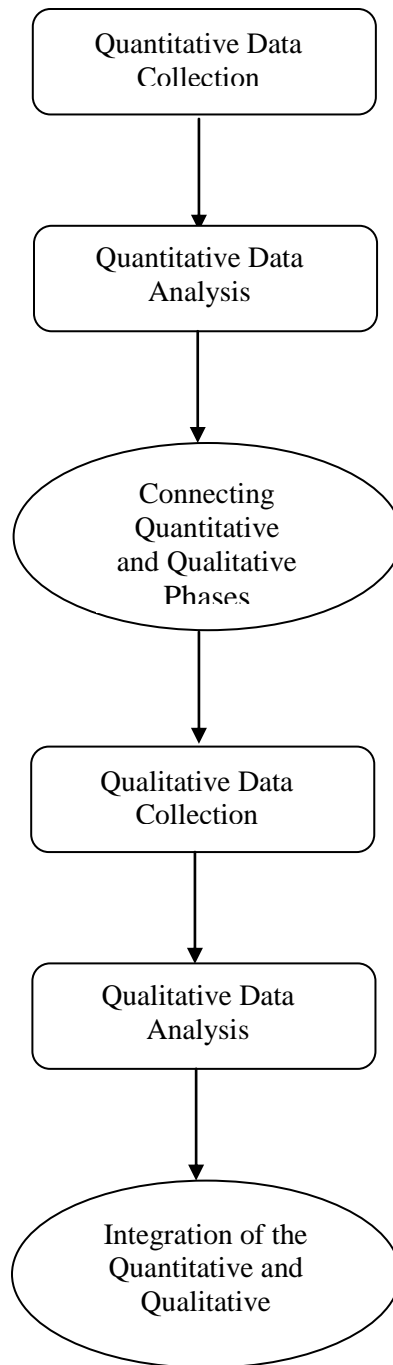 Quantitative Data
Collection
Quantitative Data
Analysis
Connecting
Quantitative
and Qualitative
Phases
Qualitative Data
Collection
Qualitative Data
Analysis
Integration of the
Quantitative and
Qualitative